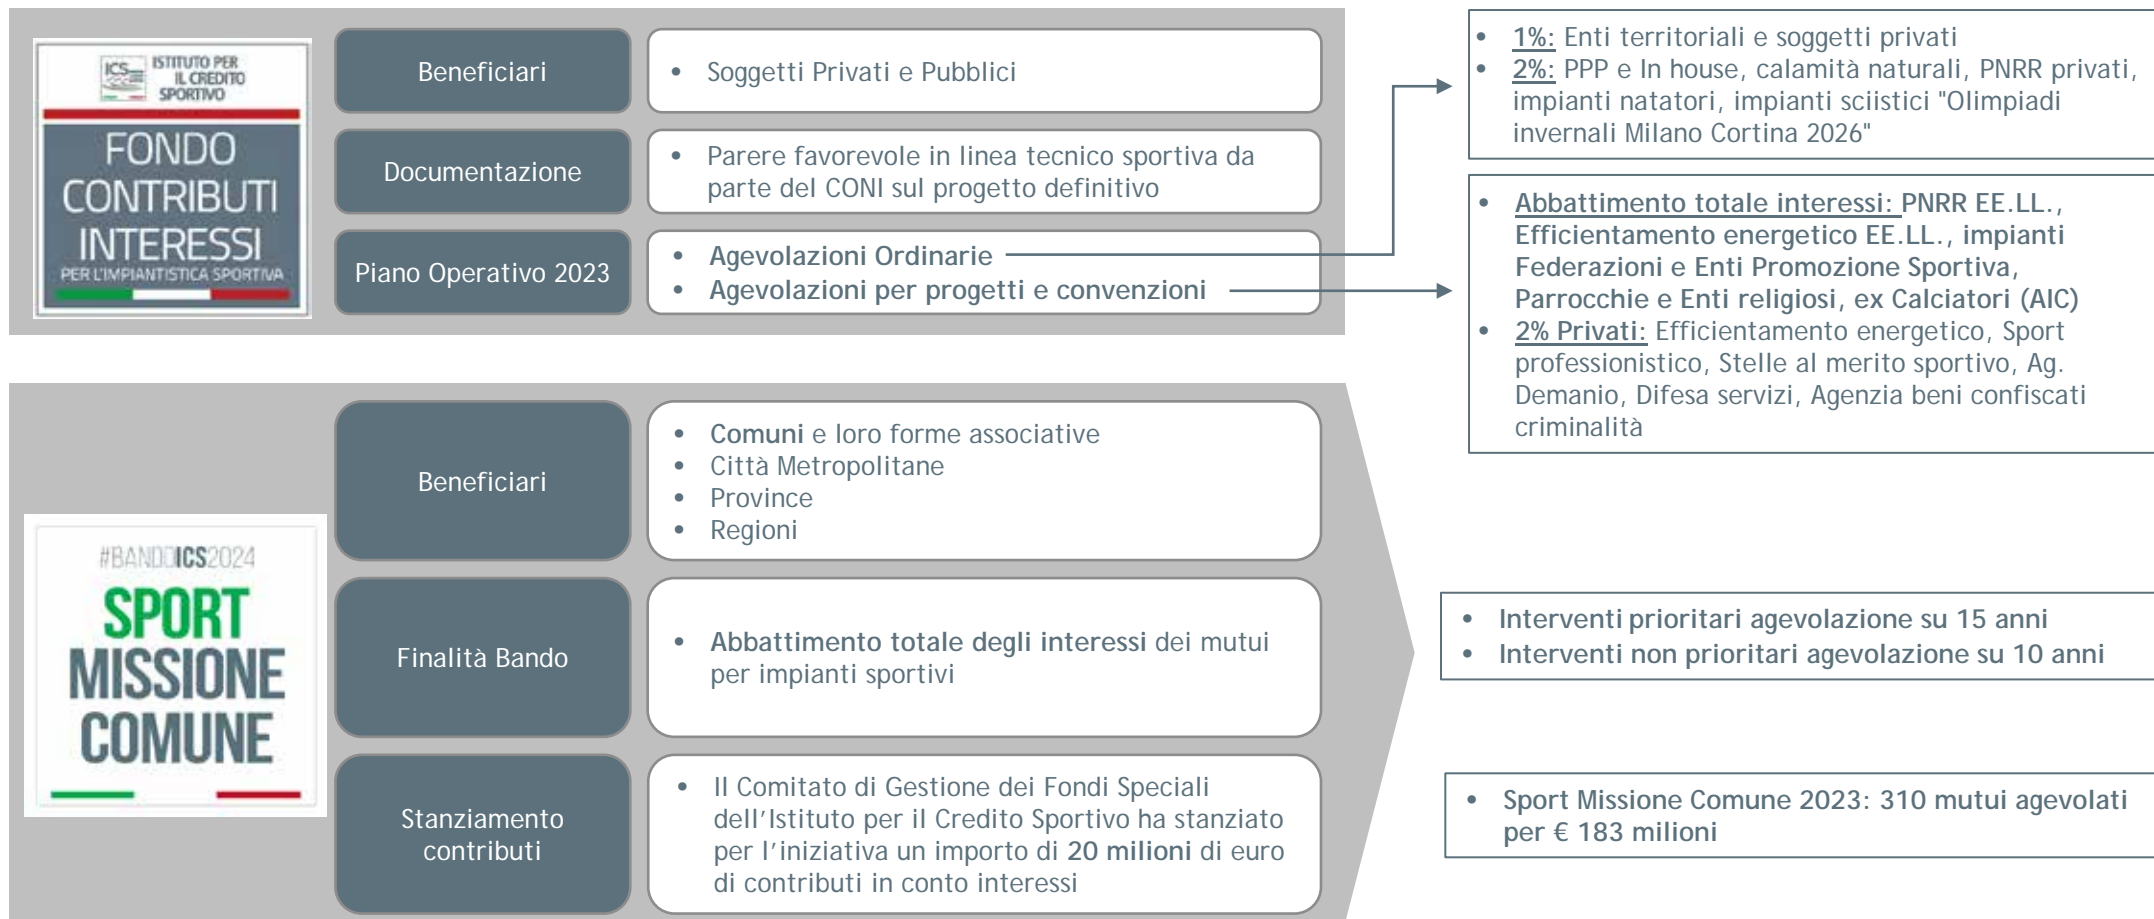 ICS
ISTITUTO PER
IL CREDITO
SPORTIVO
FONDO
CONTRIBUTI
INTERESSI
PER L'IMPIANTISTICA SPORTIVA
Beneficiari
• Soggetti Privati e Pubblici
Documentazione
• Parere favorevole in linea tecnico sportiva da
parte del CONI sul progetto definitivo
Piano Operativo 2023
• Agevolazioni Ordinarie
• Agevolazioni per progetti e convenzioni
• 1%: Enti territoriali e soggetti privati
• 2%: PPP e In house, calamità naturali, PNRR privati,
impianti natatori, impianti sciistici "Olimpiadi
invernali Milano Cortina 2026"
• Abbattimento totale interessi: PNRR EE.LL.,
Efficientamento energetico EE.LL., impianti
Federazioni e Enti Promozione Sportiva,
Parrocchie e Enti religiosi, ex Calciatori (AIC)
• 2% Privati: Efficientamento energetico, Sport
professionistico, Stelle al merito sportivo, Ag.
Demanio, Difesa servizi, Agenzia beni confiscati
criminalità
#BANDOICS2024
SPORT
MISSIONE
COMUNE
Beneficiari
• Comuni e loro forme associative
• Città Metropolitane
• Province
• Regioni
Finalità Bando
• Abbattimento totale degli interessi dei mutui
per impianti sportivi
Stanziamento
contributi
• Il Comitato di Gestione dei Fondi Speciali
dell'Istituto per il Credito Sportivo ha stanziato
per l'iniziativa un importo di 20 milioni di euro
di contributi in conto interessi
• Interventi prioritari agevolazione su 15 anni
• Interventi non prioritari agevolazione su 10 anni
• Sport Missione Comune 2023: 310 mutui agevolati
per € 183 milioni